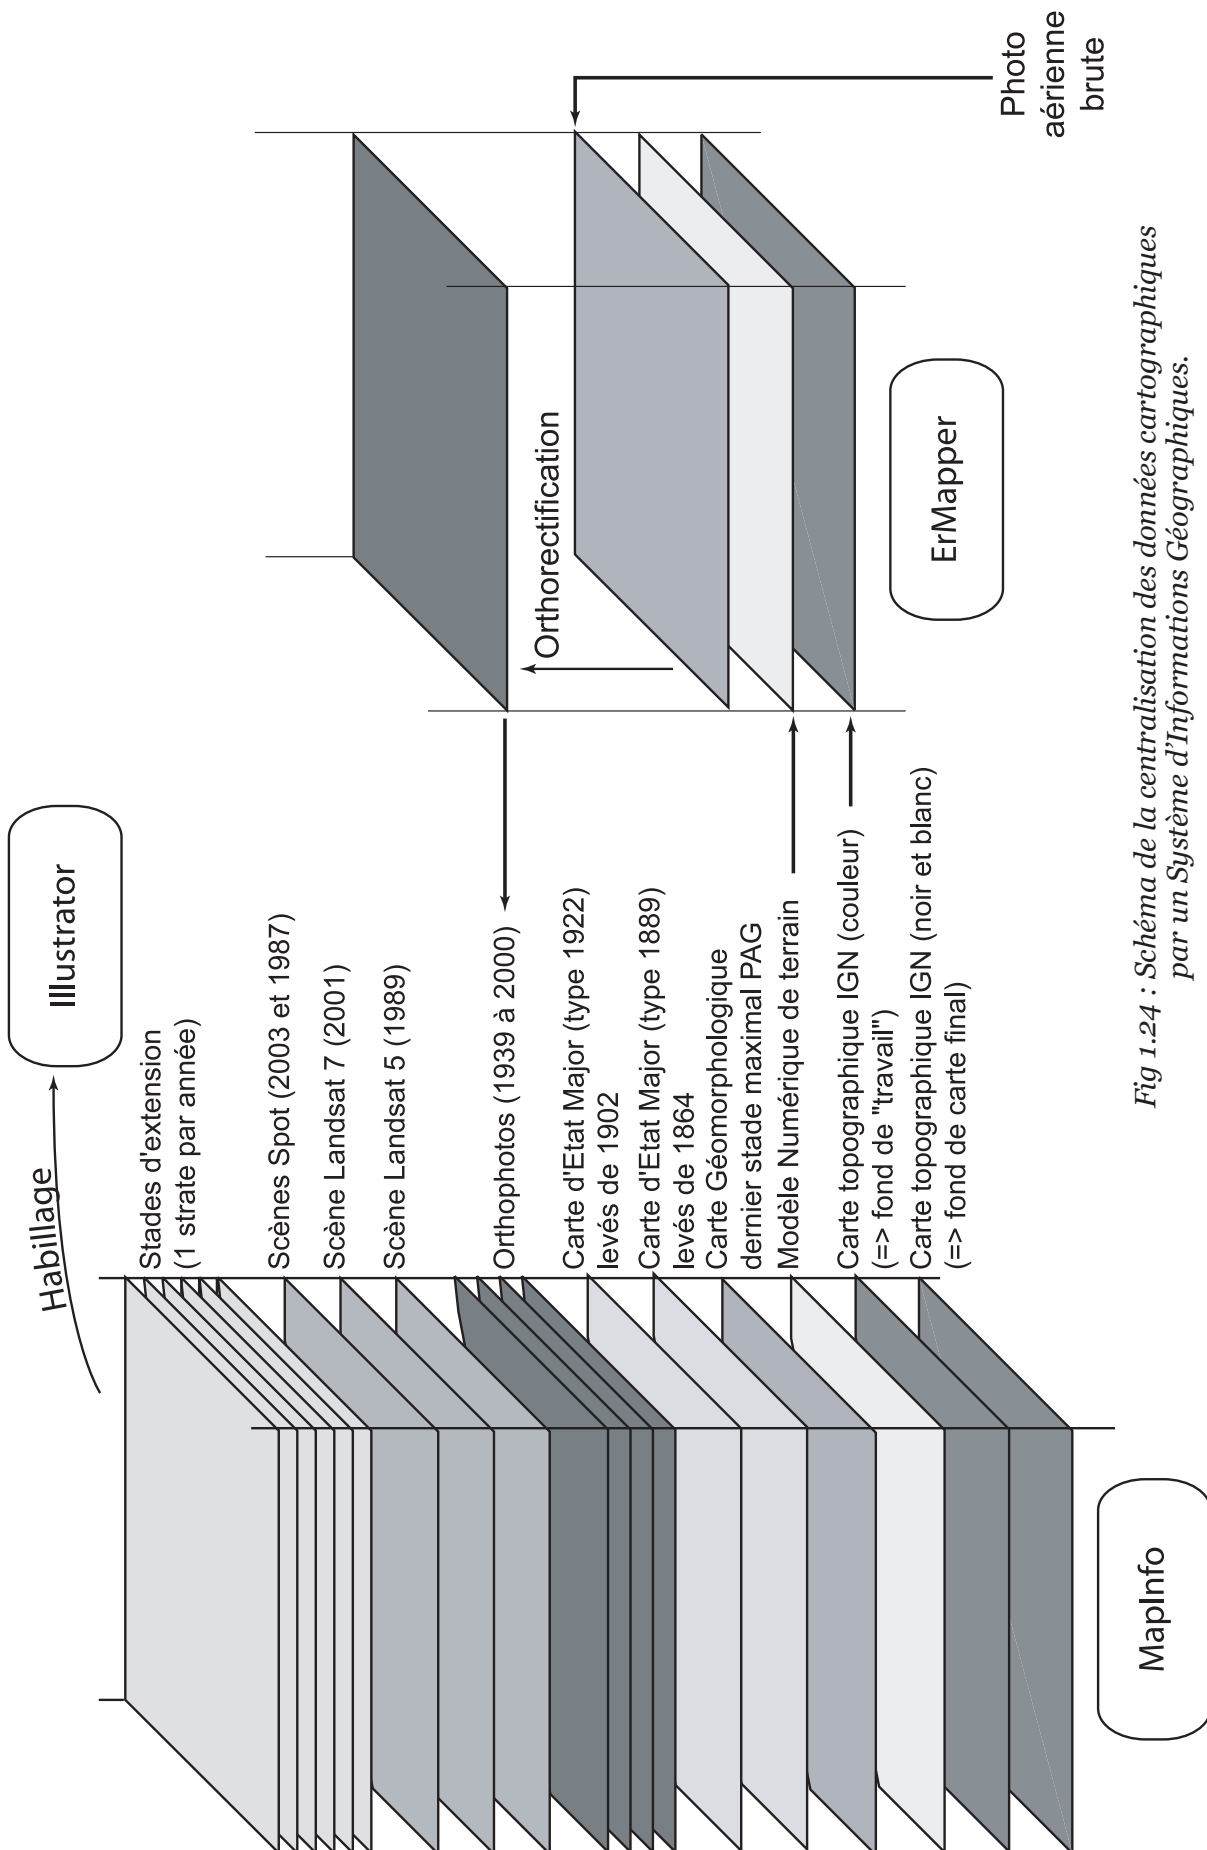 Habillage
Illustrator
Stades d'extension
(1 strate par année)
Scènes Spot (2003 et 1987)
Scène Landsat 7 (2001)
Scène Landsat 5 (1989)
Orthophotos (1939 à 2000)
Carte d'Etat Major (type 1922)
levés de 1902
Carte d'Etat Major (type 1889)
levés de 1864
Carte Géomorphologique
dernier stade maximal PAG
Modèle Numérique de terrain
Carte topographique IGN (couleur)
(=> fond de "travail")
Carte topographique IGN (noir et blanc)
(=> fond de carte final)
MapInfo
Orthorectification
ErMapper
Photo
aérienne
brute
Fig 1.24 : Schéma de la centralisation des données cartographiques
par un Système d'Informations Géographiques.